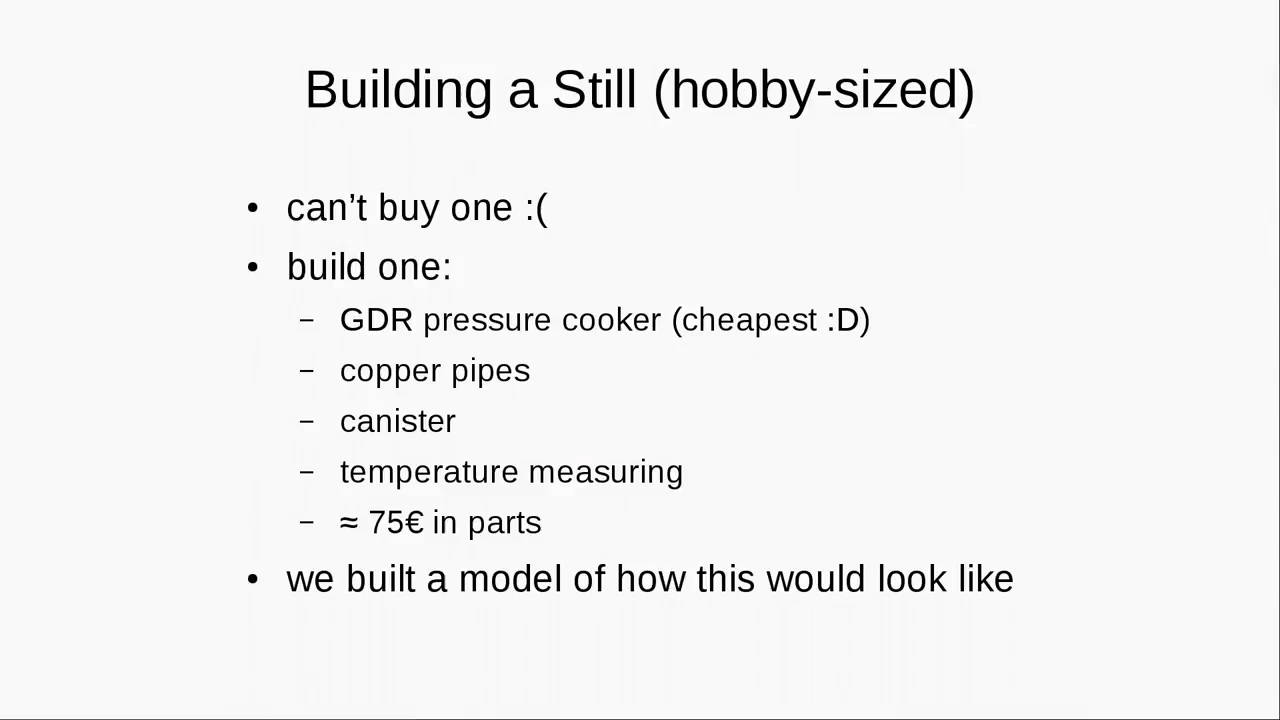 Building a Still (hobby-sized)
• can’t buy one :(
• build one:
– GDR pressure cooker (cheapest :D)
– copper pipes
– canister
– temperature measuring
– ≈ 75€ in parts
• we built a model of how this would look like